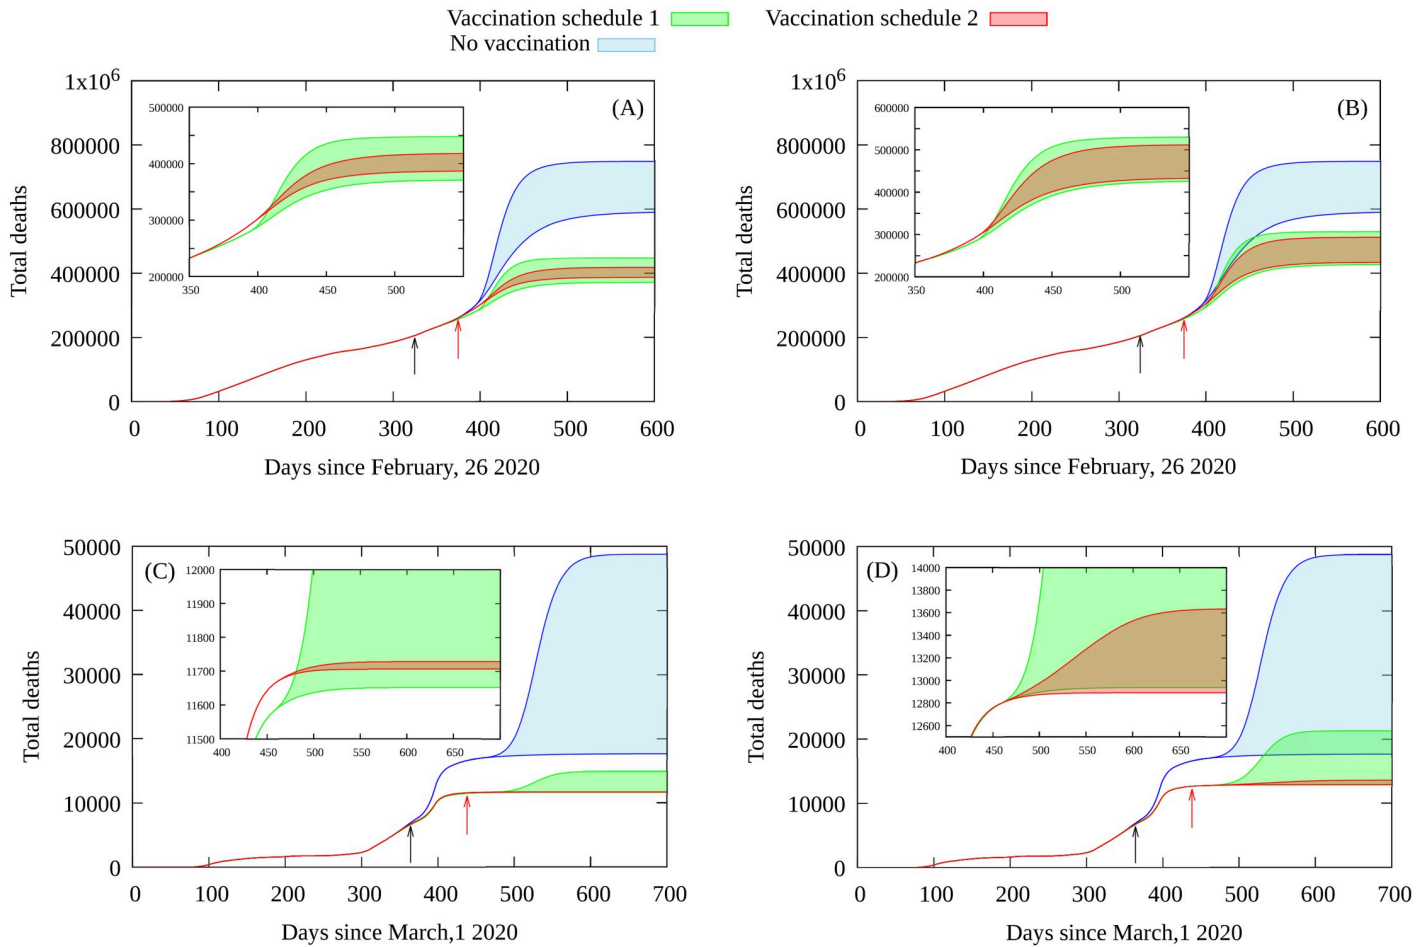 Vaccination schedule 1 Vaccination schedule 2
No vaccination
1x10⁶
800000
600000
400000
200000
0
Total deaths
0 100 200 300 400 500 600
Days since February, 26 2020
(A)
500000
400000
300000
200000
350 400 450 500
1x10⁶
800000
600000
400000
200000
0
Total deaths
0 100 200 300 400 500 600
Days since February, 26 2020
(B)
600000
500000
400000
300000
200000
350 400 450 500
50000
40000
30000
20000
10000
0
Total deaths
0 100 200 300 400 500 600 700
Days since March,1 2020
(C)
12000
11900
11800
11700
11600
11500
400 450 500 550 600 650
50000
40000
30000
20000
10000
0
Total deaths
0 100 200 300 400 500 600 700
Days since March,1 2020
(D)
14000
13800
13600
13400
13200
13000
12800
12600
400 450 500 550 600 650